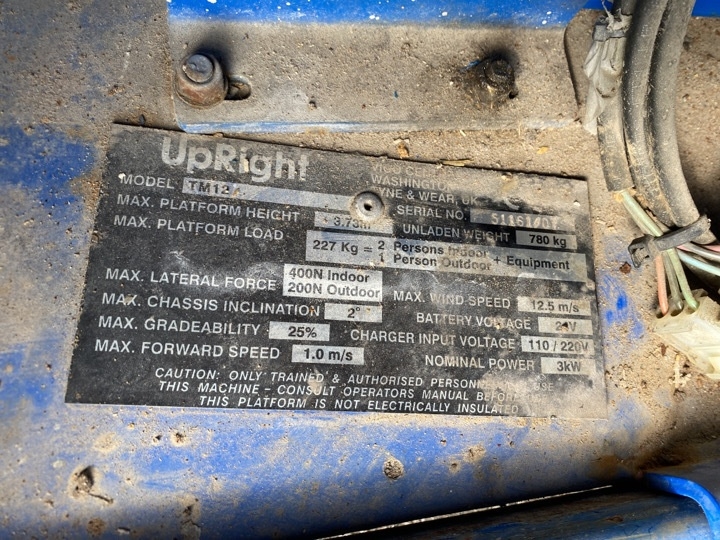 UpRight
WASHINGTON
TYNE & WEAR, UK
MODEL TM12
SERIAL NO.
MAX. PLATFORM HEIGHT 3.73m
UNLADEN WEIGHT 780 kg
MAX. PLATFORM LOAD 227 Kg = 2 Persons Indoor + Equipment
1 Person Outdoor
MAX. LATERAL FORCE 400N Indoor
200N Outdoor
MAX. WIND SPEED 12.5 m/s
MAX. CHASSIS INCLINATION 2°
BATTERY VOLTAGE 24V
MAX. GRADEABILITY 25%
CHARGER INPUT VOLTAGE 110 / 220V
MAX. FORWARD SPEED 1.0 m/s
NOMINAL POWER 3kW
CAUTION: ONLY TRAINED & AUTHORISED PERSONNEL USE
THIS MACHINE - CONSULT OPERATORS MANUAL BEFORE
THIS PLATFORM IS NOT ELECTRICALLY INSULATED